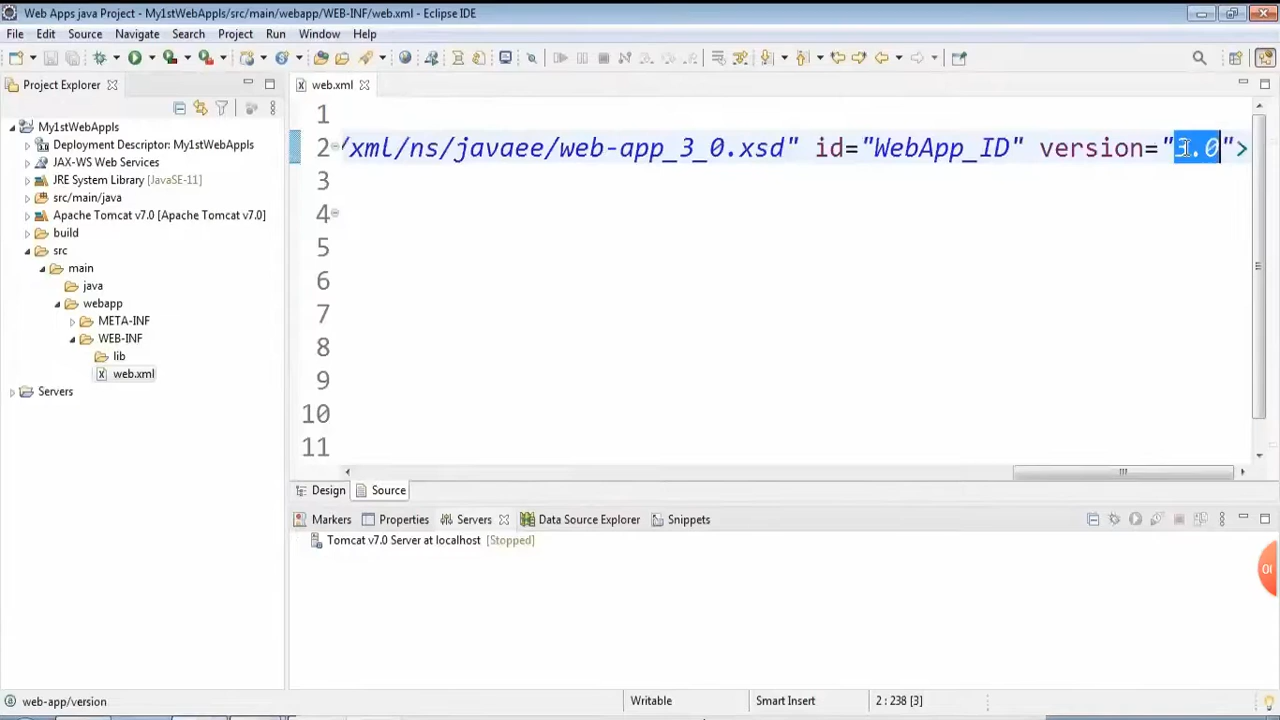 Web Apps java Project - My1stWebAppls/src/main/webapp/WEB-INF/web.xml - Eclipse IDE
File Edit Source Navigate Search Project Run Window Help
Project Explorer
web.xml
My1stWebAppls
Deployment Descriptor: My1stWebAppls
JAX-WS Web Services
JRE System Library [JavaSE-11]
src/main/java
Apache Tomcat v7.0 [Apache Tomcat v7.0]
build
src
main
java
webapp
META-INF
WEB-INF
lib
web.xml
Servers
1
2 /xml/ns/javaee/web-app_3_0.xsd" id="WebApp_ID" version="3.0">
3
4
5
6
7
8
9
10
11
Design Source
Markers Properties Servers Data Source Explorer Snippets
Tomcat v7.0 Server at localhost [Stopped]
00
web-app/version Writable Smart Insert 2 : 238 [3]